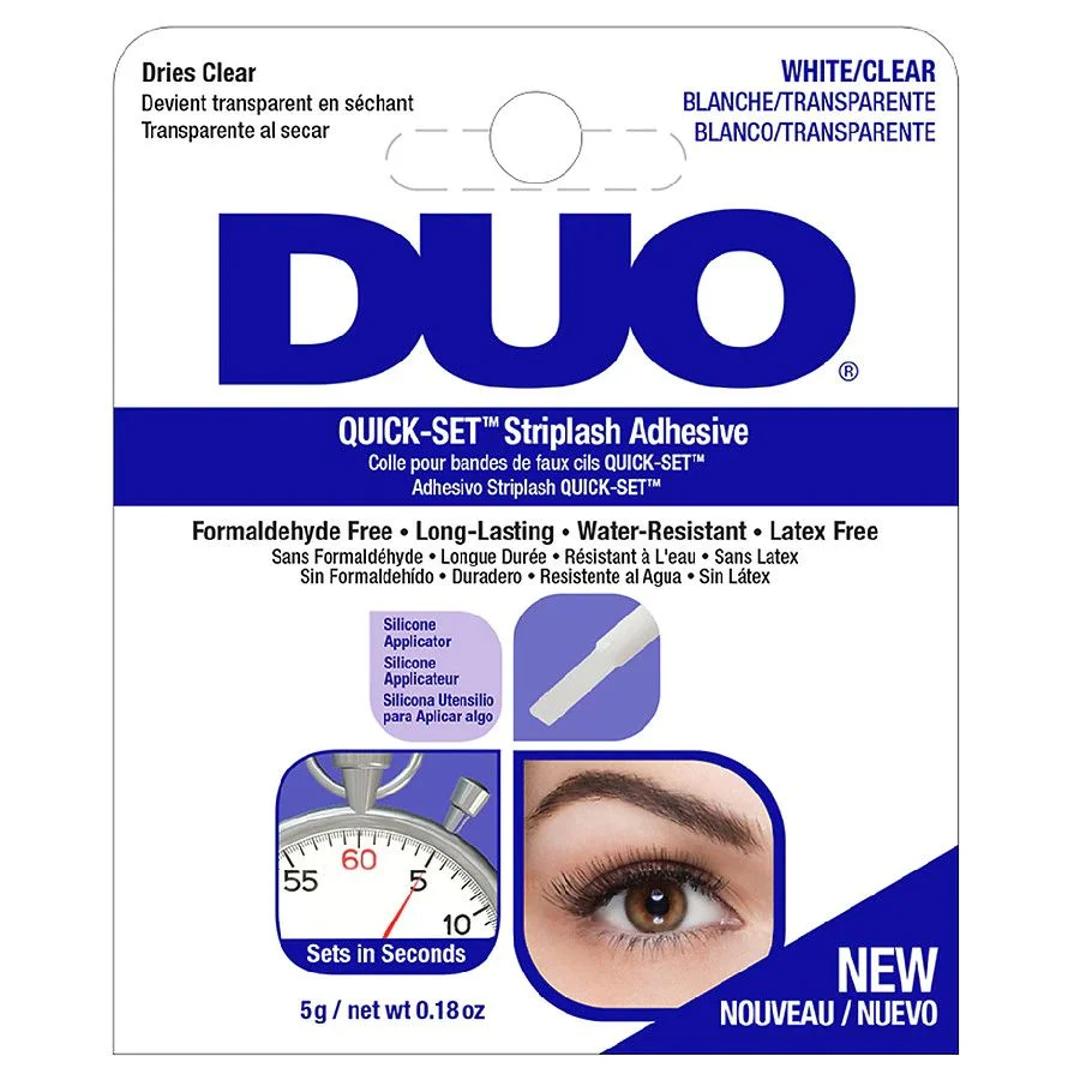 Dries Clear
Devient transparent en séchant
Transparente al secar
WHITE/CLEAR
BLANCHE/TRANSPARENTE
BLANCO/TRANSPARENTE
DUO®
QUICK-SET™ Striplash Adhesive
Colle pour bandes de faux cils QUICK-SET™
Adhesivo Striplash QUICK-SET™
Formaldehyde Free • Long-Lasting • Water-Resistant • Latex Free
Sans Formaldéhyde • Longue Durée • Résistant à L'eau • Sans Latex
Sin Formaldehído • Duradero • Resistente al Agua • Sin Látex
Silicone
Applicator
Silicone
Applicateur
Silicona Utensilio
para Aplicar algo
55
60
5
10
Sets in Seconds
5g / net wt 0.18oz
NEW
NOUVEAU / NUEVO